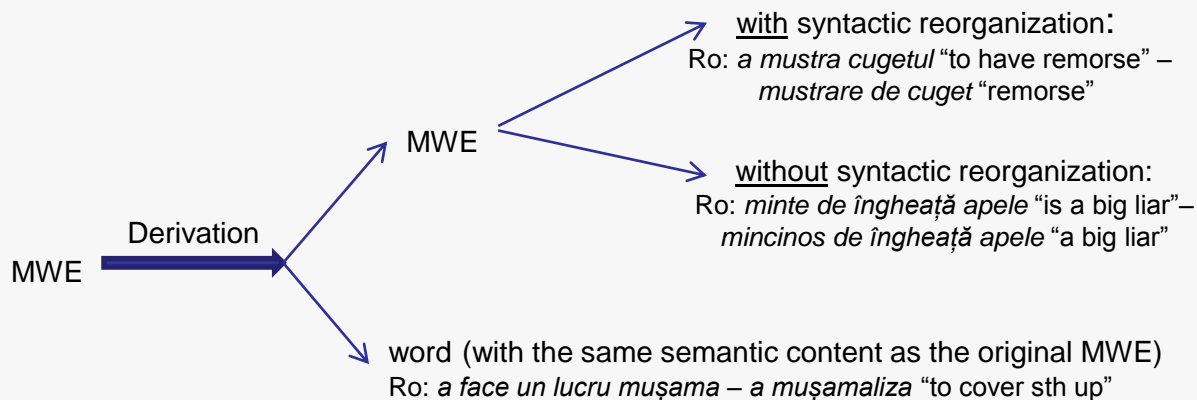 with syntactic reorganization:
Ro: a mustra cugetul “to have remorse” –
mustrare de cuget “remorse”
MWE
without syntactic reorganization:
Ro: minte de îngheață apele “is a big liar”–
mincinos de îngheață apele “a big liar”
Derivation
MWE
word (with the same semantic content as the original MWE)
Ro: a face un lucru mușama – a mușamaliza “to cover sth up”